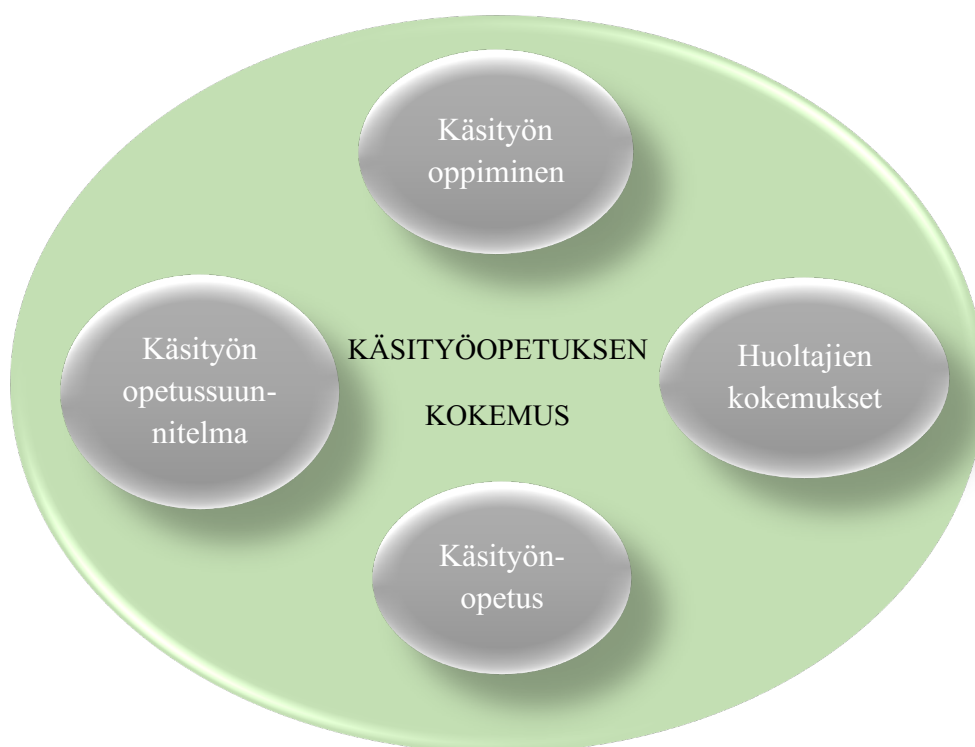 Käsityön
oppiminen
Käsityön
opetussuun-
nitelma
KÄSITYÖOPETUKSEN
KOKEMUS
Huoltajien
kokemukset
Käsityön-
opetus